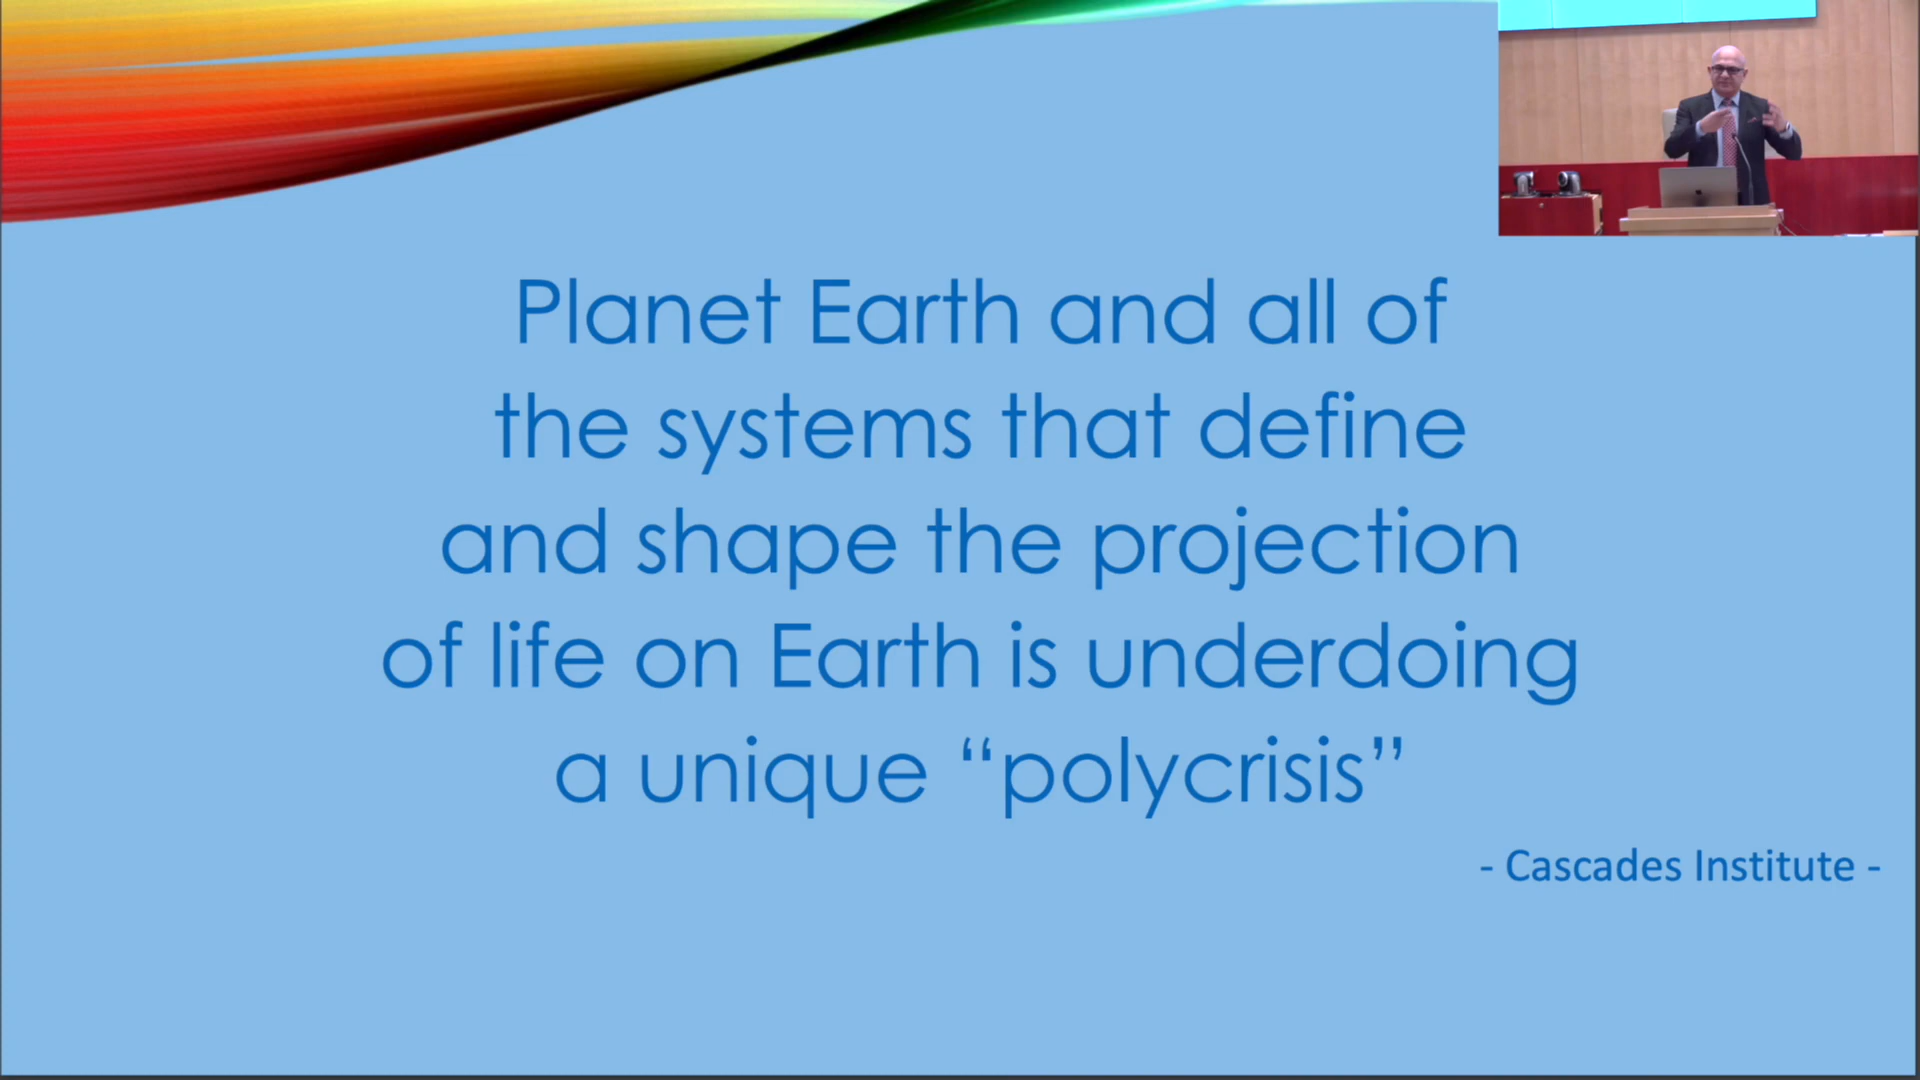 Planet Earth and all of
the systems that define
and shape the projection
of life on Earth is underdoing
a unique “polycrisis”
- Cascades Institute -